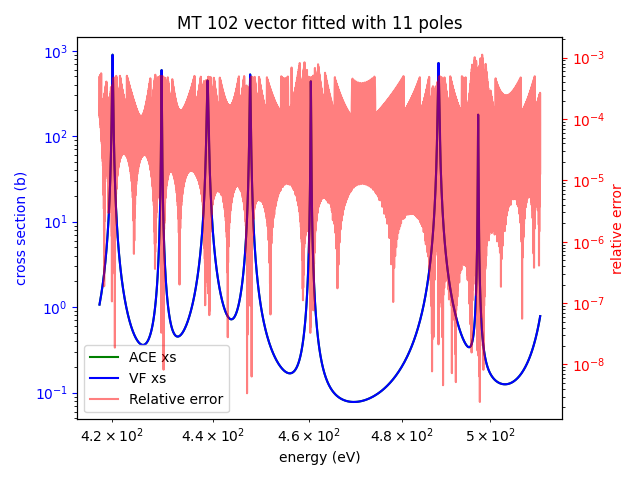 MT 102 vector fitted with 11 poles
cross section (b)
10³
10²
10¹
10⁰
10⁻¹
10⁻³
10⁻⁴
10⁻⁵
10⁻⁶
10⁻⁷
10⁻⁸
relative error
ACE xs
VF xs
Relative error
4.2 × 10² 4.4 × 10² 4.6 × 10² 4.8 × 10² 5 × 10²
energy (eV)